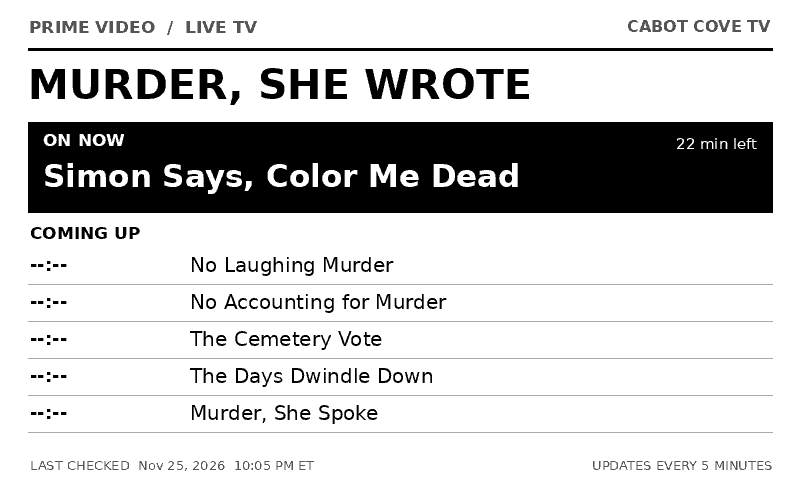 PRIME VIDEO / LIVE TV
CABOT COVE TV
MURDER, SHE WROTE
ON NOW
22 min left
Simon Says, Color Me Dead
COMING UP
--:-- No Laughing Murder
--:-- No Accounting for Murder
--:-- The Cemetery Vote
--:-- The Days Dwindle Down
--:-- Murder, She Spoke
LAST CHECKED Nov 25, 2026 10:05 PM ET
UPDATES EVERY 5 MINUTES